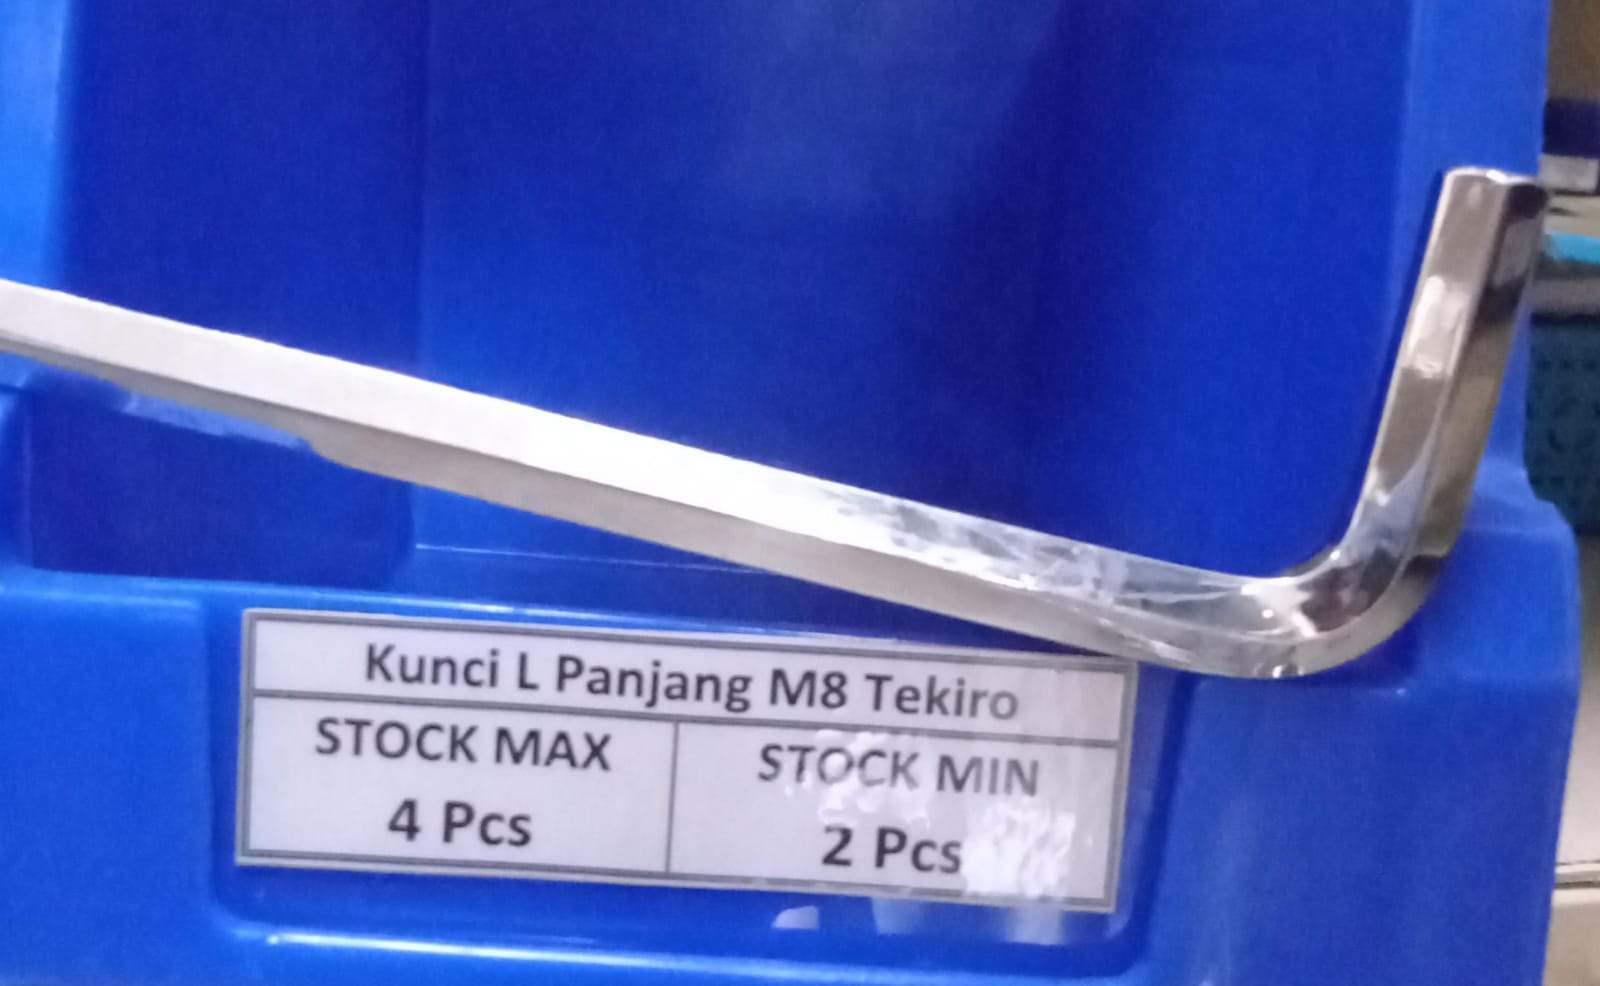 Kunci L Panjang M8 Tekiro
STOCK MAX
4 Pcs
STOCK MIN
2 Pcs